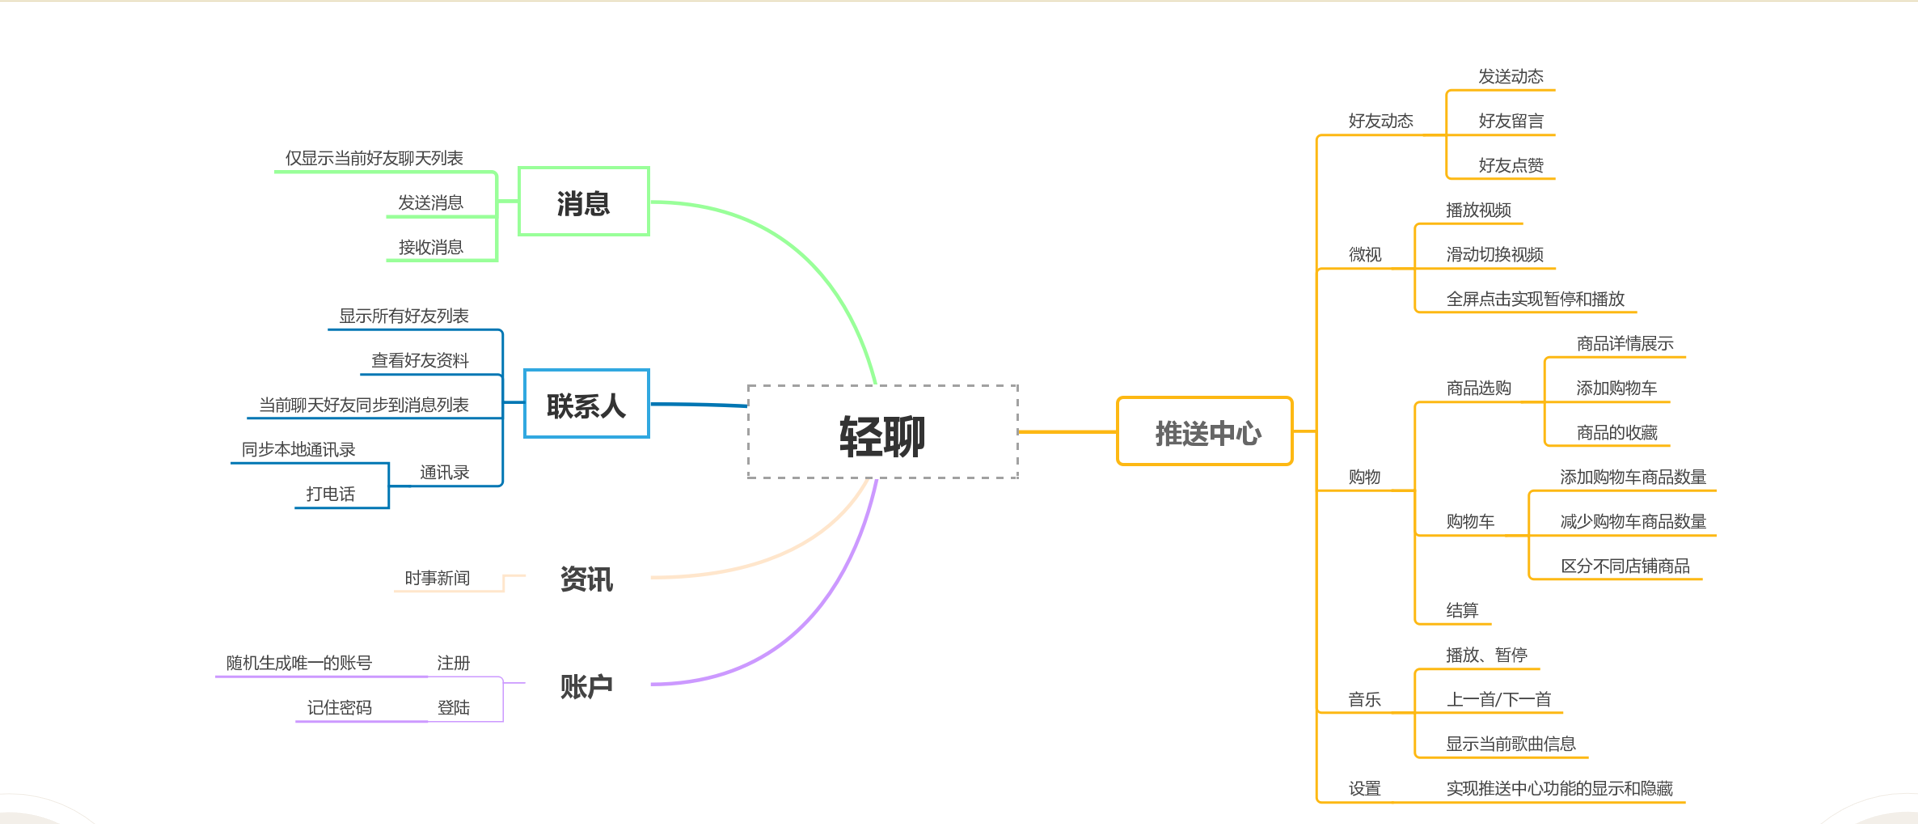 轻聊
消息
仅显示当前好友聊天列表
发送消息
接收消息
联系人
显示所有好友列表
查看好友资料
当前聊天好友同步到消息列表
通讯录
同步本地通讯录
打电话
资讯
时事新闻
账户
注册
随机生成唯一的账号
登陆
记住密码
推送中心
好友动态
发送动态
好友留言
好友点赞
微视
播放视频
滑动切换视频
全屏点击实现暂停和播放
购物
商品选购
商品详情展示
添加购物车
商品的收藏
购物车
添加购物车商品数量
减少购物车商品数量
区分不同店铺商品
结算
音乐
播放、暂停
上一首/下一首
显示当前歌曲信息
设置
实现推送中心功能的显示和隐藏